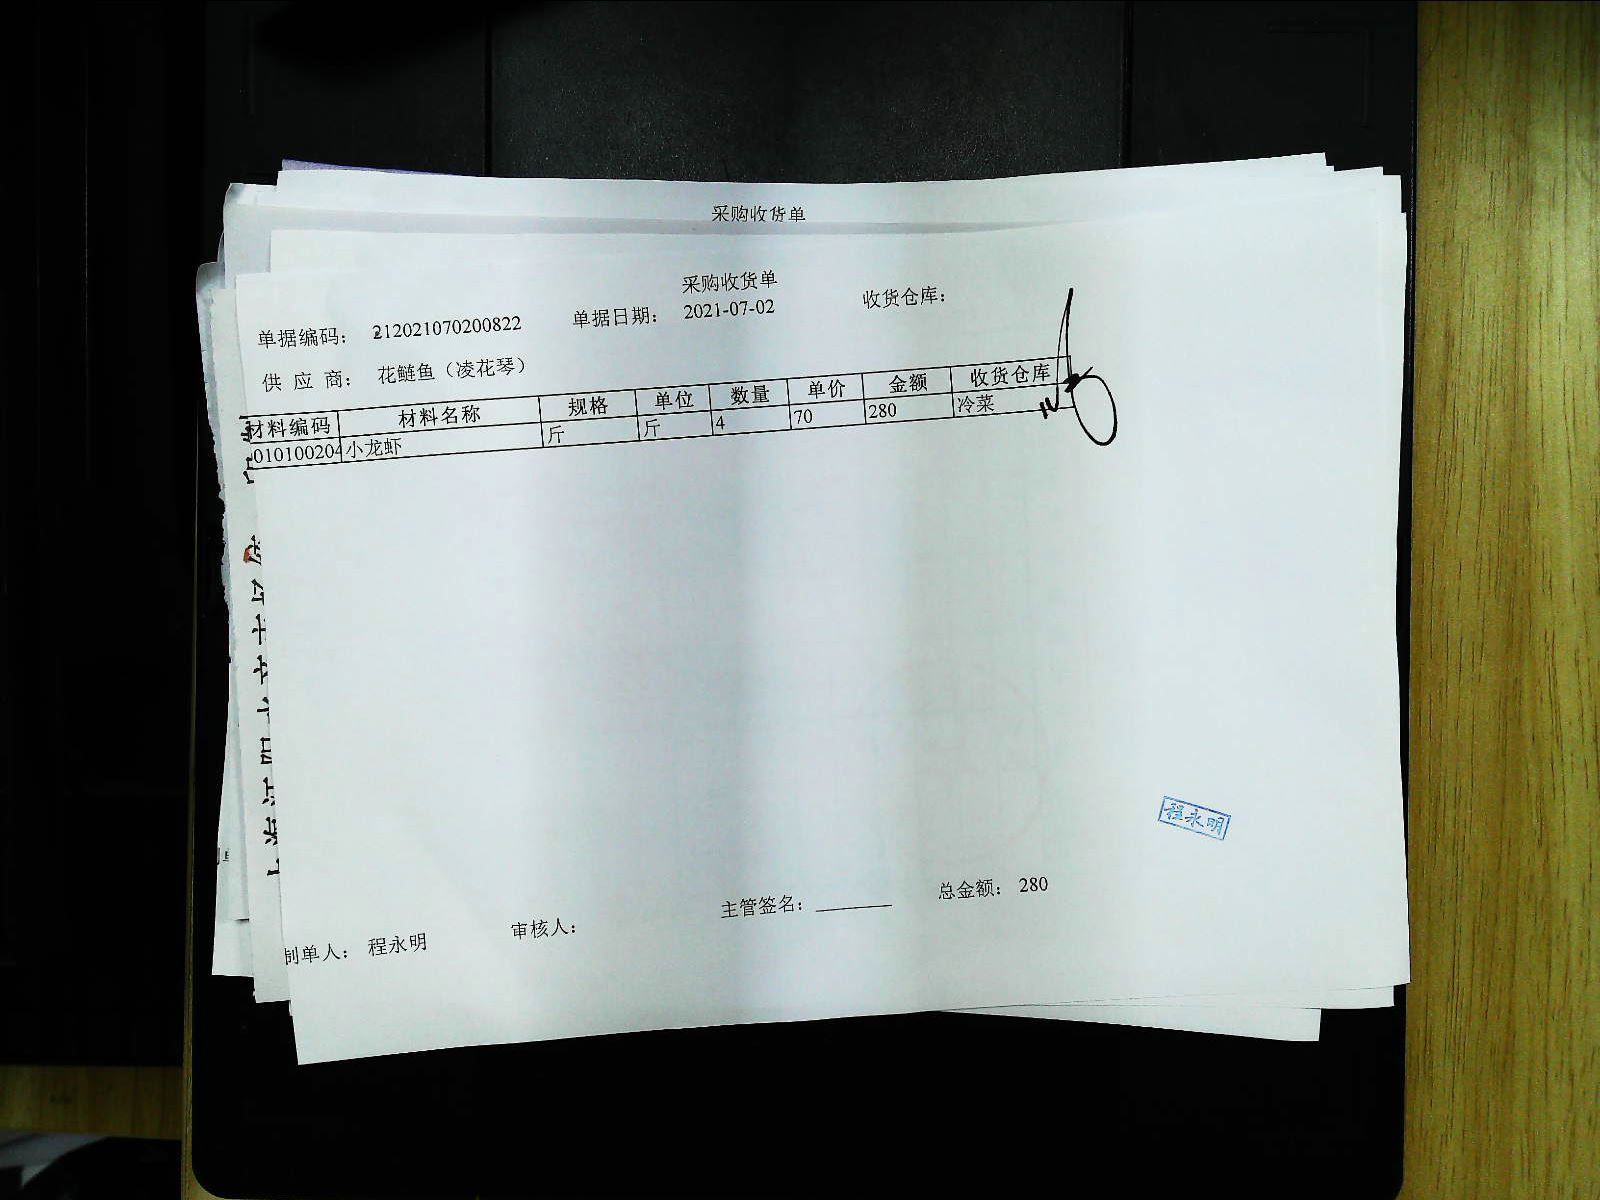 采购收货单
采购收货单
单据编码： 212021070200822 单据日期： 2021-07-02 收货仓库：
供 应 商： 花鲢鱼（凌花琴）
材料编码 材料名称 规格 单位 数量 单价 金额 收货仓库
010100204 小龙虾 斤 斤 4 70 280 冷菜
程永明
制单人： 程永明 审核人： 主管签名： 总金额： 280